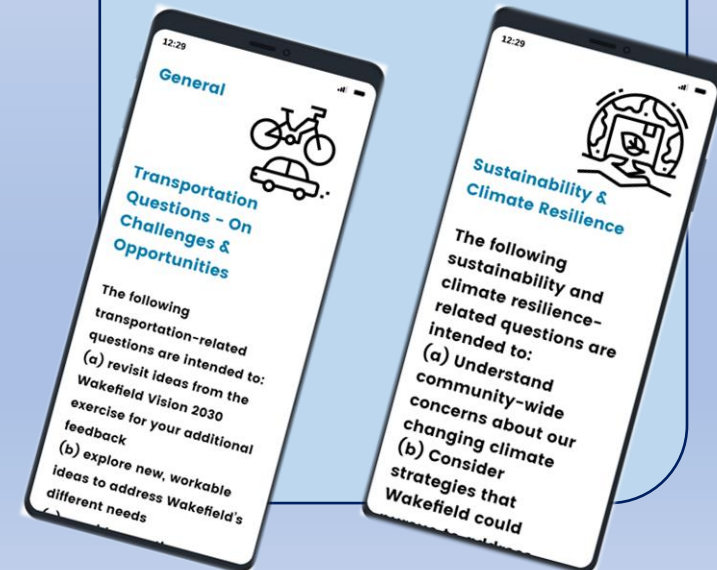 12:29
General
Transportation
Questions - On
Challenges &
Opportunities
The following
transportation-related
questions are intended to:
(a) revisit ideas from the
Wakefield Vision 2030
exercise for your additional
feedback
(b) explore new, workable
ideas to address Wakefield's
different needs
12:29
Sustainability &
Climate Resilience
The following
sustainability and
climate resilience-
related questions are
intended to:
(a) Understand
community-wide
concerns about our
changing climate
(b) Consider
strategies that
Wakefield could